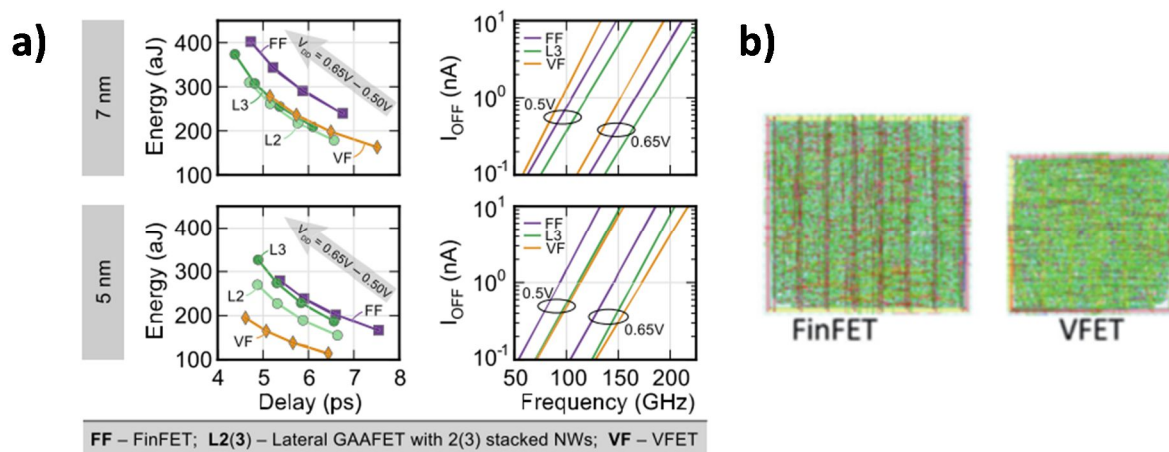 a)
b)
7 nm
Energy (aJ)
400
300
200
100
FF
V_DD = 0.65V – 0.50V
L3
L2
VF
I_OFF (nA)
10^1
10^0
10^-1
FF
L3
VF
0.5V
0.65V
5 nm
Energy (aJ)
400
300
200
100
V_DD = 0.65V – 0.50V
L3
L2
FF
VF
4 5 6 7 8
Delay (ps)
I_OFF (nA)
10^1
10^0
10^-1
FF
L3
VF
0.5V
0.65V
50 100 150 200
Frequency (GHz)
FF – FinFET; L2(3) – Lateral GAAFET with 2(3) stacked NWs; VF – VFET
FinFET
VFET